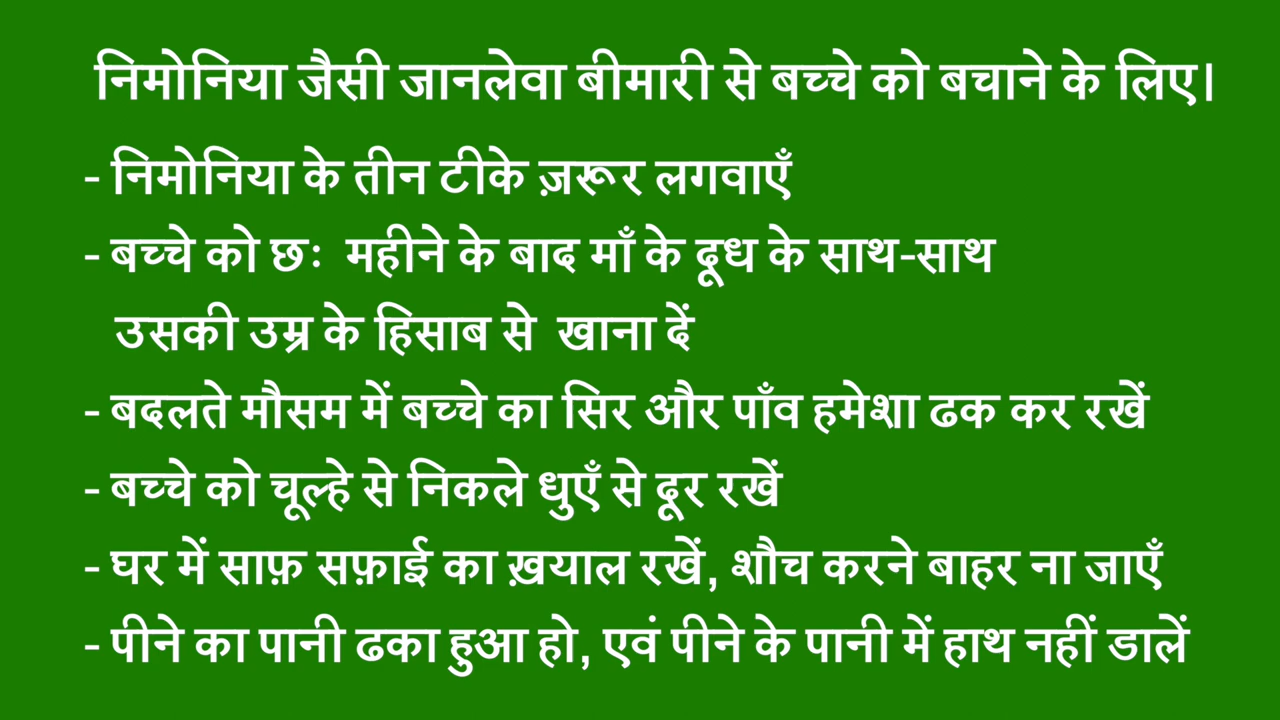 निमोनिया जैसी जानलेवा बीमारी से बच्चे को बचाने के लिए।
- निमोनिया के तीन टीके ज़रूर लगवाएँ
- बच्चे को छः महीने के बाद माँ के दूध के साथ-साथ
उसकी उम्र के हिसाब से खाना दें
- बदलते मौसम में बच्चे का सिर और पाँव हमेशा ढक कर रखें
- बच्चे को चूल्हे से निकले धुएँ से दूर रखें
- घर में साफ़ सफ़ाई का ख़याल रखें, शौच करने बाहर ना जाएँ
- पीने का पानी ढका हुआ हो, एवं पीने के पानी में हाथ नहीं डालें